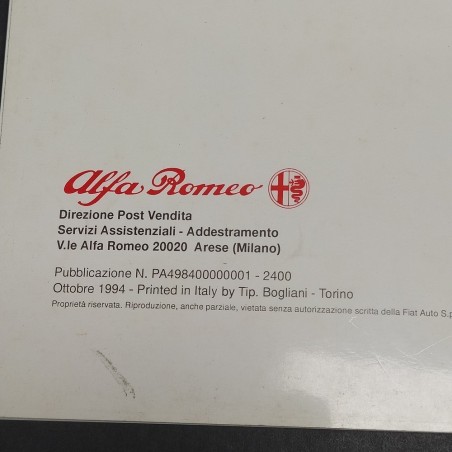 Alfa Romeo
Direzione Post Vendita
Servizi Assistenziali - Addestramento
V.le Alfa Romeo 20020 Arese (Milano)
Pubblicazione N. PA498400000001 - 2400
Ottobre 1994 - Printed in Italy by Tip. Bogliani - Torino
Proprietà riservata. Riproduzione, anche parziale, vietata senza autorizzazione scritta della Fiat Auto S.p